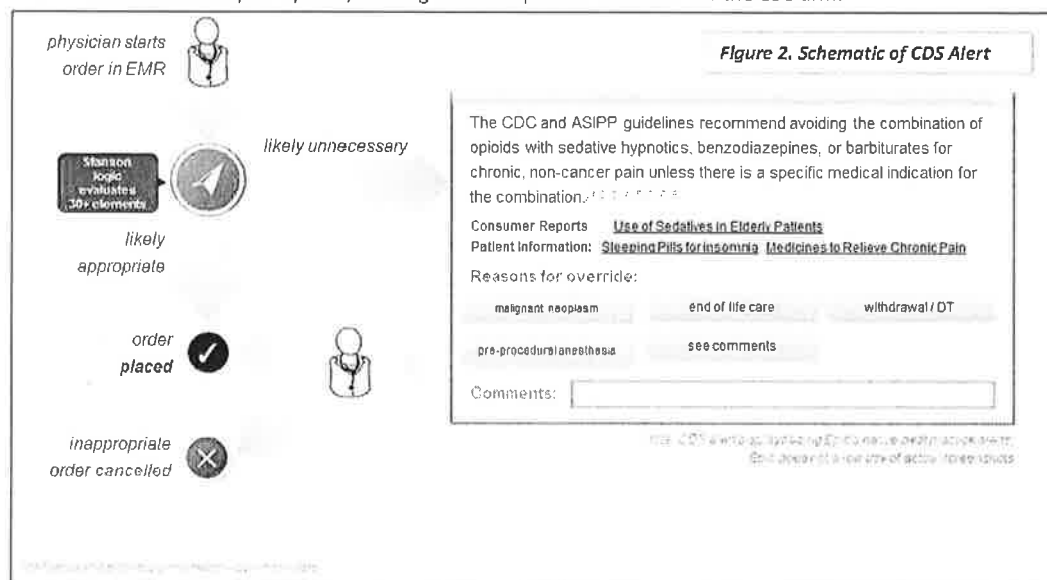 the CDS arm.
physician starts
order in EMR
Figure 2. Schematic of CDS Alert
likely unnecessary
Stanson
logic
evaluates
30+ elements
likely
appropriate
order
placed
inappropriate
order cancelled
The CDC and ASIPP guidelines recommend avoiding the combination of
opioids with sedative hypnotics, benzodiazepines, or barbiturates for
chronic, non-cancer pain unless there is a specific medical indication for
the combination.
Consumer Reports Use of Sedatives in Elderly Patients
Patient Information: Sleeping Pills for insomnia Medicines to Relieve Chronic Pain
Reasons for override:
malignant neoplasm end of life care withdrawal / DT
pre-procedural anesthesia see comments
Comments: